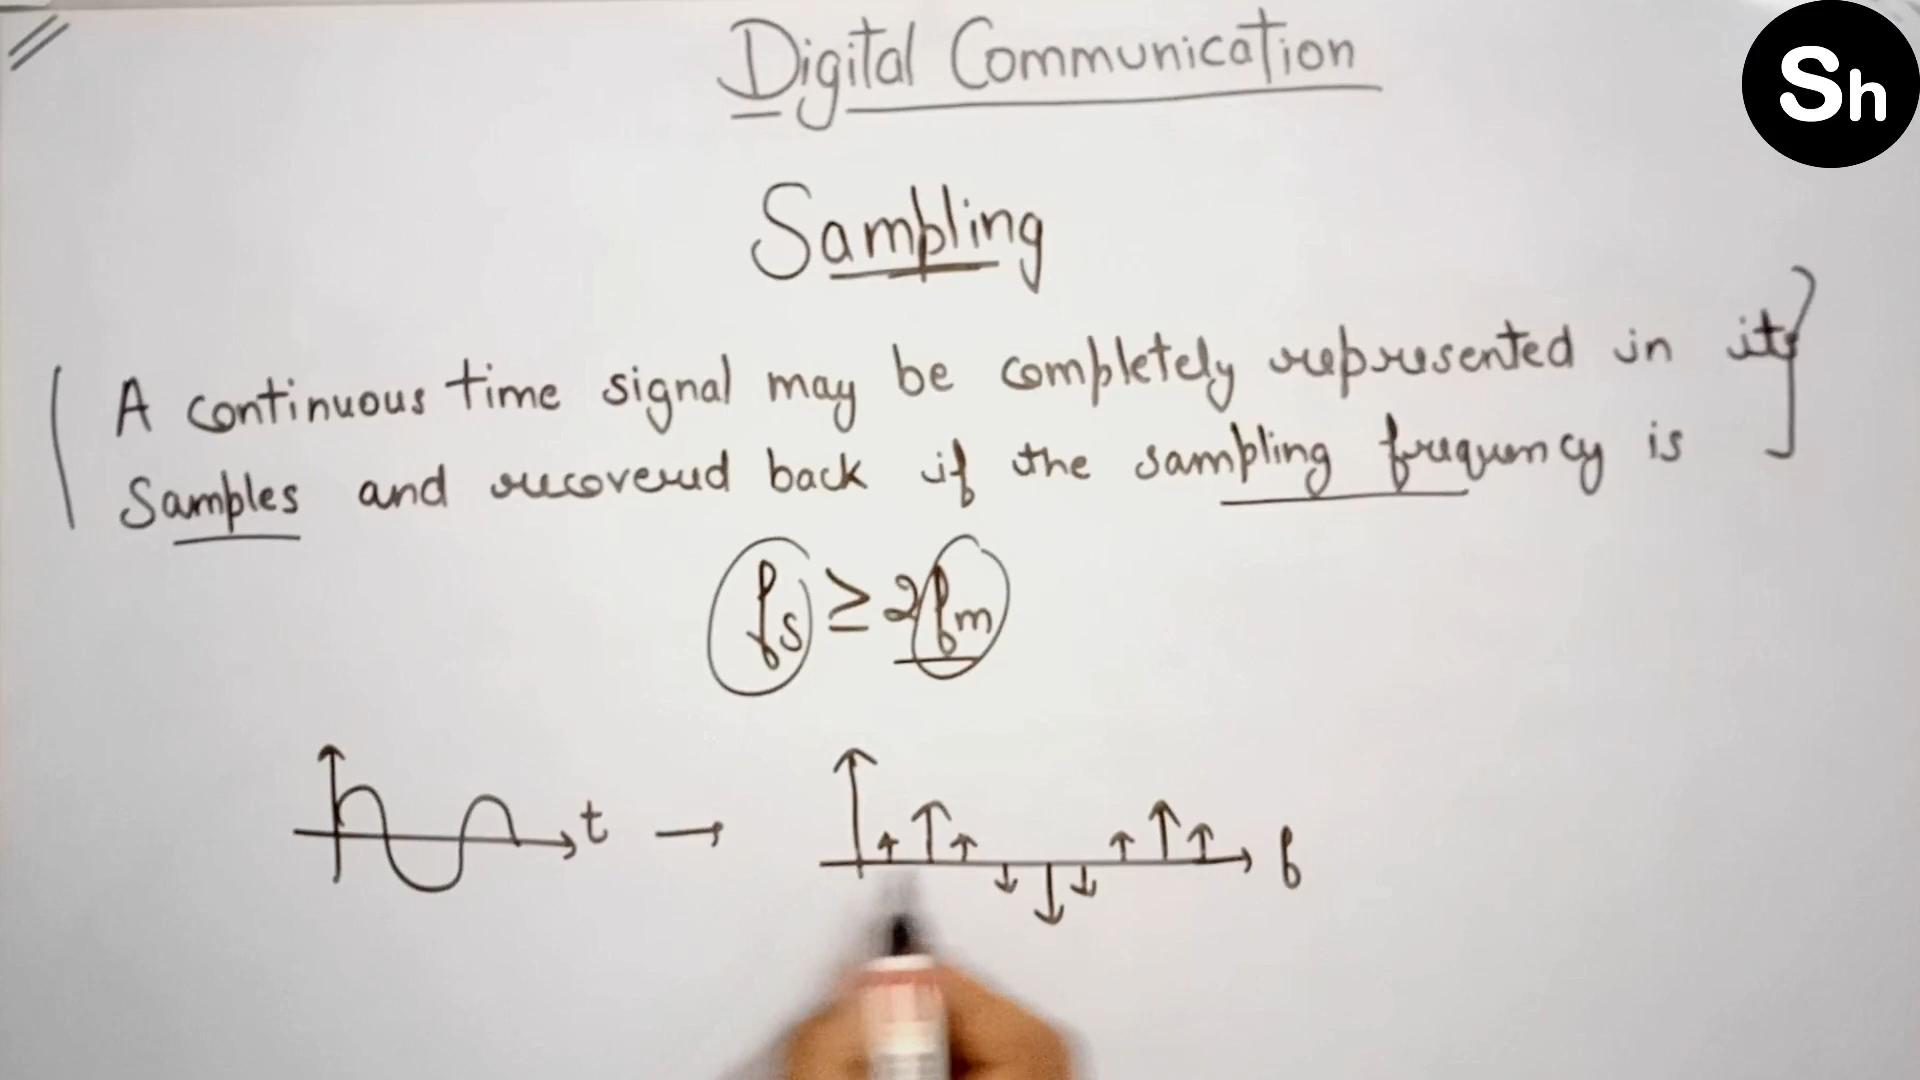 Digital Communication
Sh
Sampling
A continuous time signal may be completely represented in its
Samples and recovered back if the sampling frequency is
fs ≥ 2fm
t
f